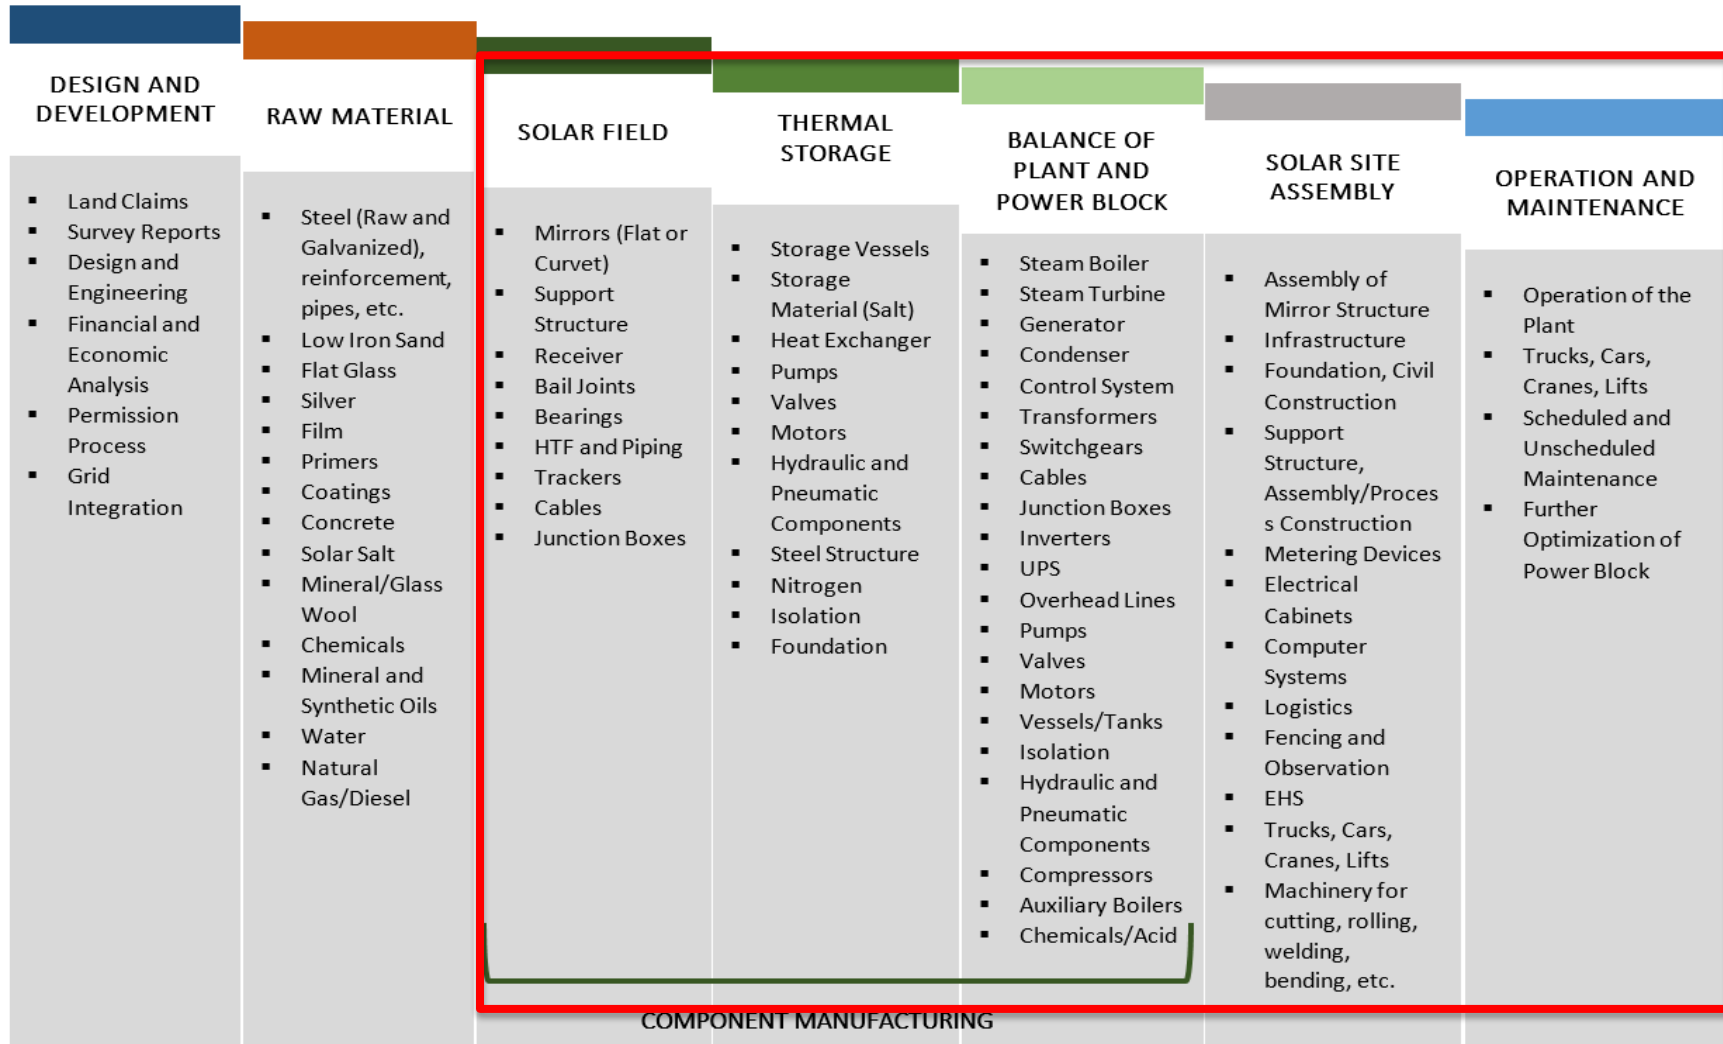 DESIGN AND
DEVELOPMENT
Land Claims
Survey Reports
Design and
Engineering
Financial and
Economic
Analysis
Permission
Process
Grid
Integration
RAW MATERIAL
Steel (Raw and
Galvanized),
reinforcement,
pipes, etc.
Low Iron Sand
Flat Glass
Silver
Film
Primers
Coatings
Concrete
Solar Salt
Mineral/Glass
Wool
Chemicals
Mineral and
Synthetic Oils
Water
Natural
Gas/Diesel
SOLAR FIELD
Mirrors (Flat or
Curvet)
Support
Structure
Receiver
Bail Joints
Bearings
HTF and Piping
Trackers
Cables
Junction Boxes
THERMAL
STORAGE
Storage Vessels
Storage
Material (Salt)
Heat Exchanger
Pumps
Valves
Motors
Hydraulic and
Pneumatic
Components
Steel Structure
Nitrogen
Isolation
Foundation
BALANCE OF
PLANT AND
POWER BLOCK
Steam Boiler
Steam Turbine
Generator
Condenser
Control System
Transformers
Switchgears
Cables
Junction Boxes
Inverters
UPS
Overhead Lines
Pumps
Valves
Motors
Vessels/Tanks
Isolation
Hydraulic and
Pneumatic
Components
Compressors
Auxiliary Boilers
Chemicals/Acid
SOLAR SITE
ASSEMBLY
Assembly of
Mirror Structure
Infrastructure
Foundation, Civil
Construction
Support
Structure,
Assembly/Proces
s Construction
Metering Devices
Electrical
Cabinets
Computer
Systems
Logistics
Fencing and
Observation
EHS
Trucks, Cars,
Cranes, Lifts
Machinery for
cutting, rolling,
welding,
bending, etc.
OPERATION AND
MAINTENANCE
Operation of the
Plant
Trucks, Cars,
Cranes, Lifts
Scheduled and
Unscheduled
Maintenance
Further
Optimization of
Power Block
COMPONENT MANUFACTURING